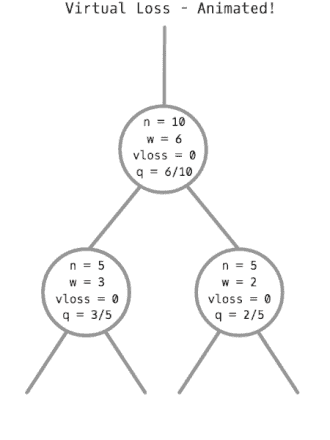 Virtual Loss - Animated!
n = 10
w = 6
vloss = 0
q = 6/10
n = 5
w = 3
vloss = 0
q = 3/5
n = 5
w = 2
vloss = 0
q = 2/5